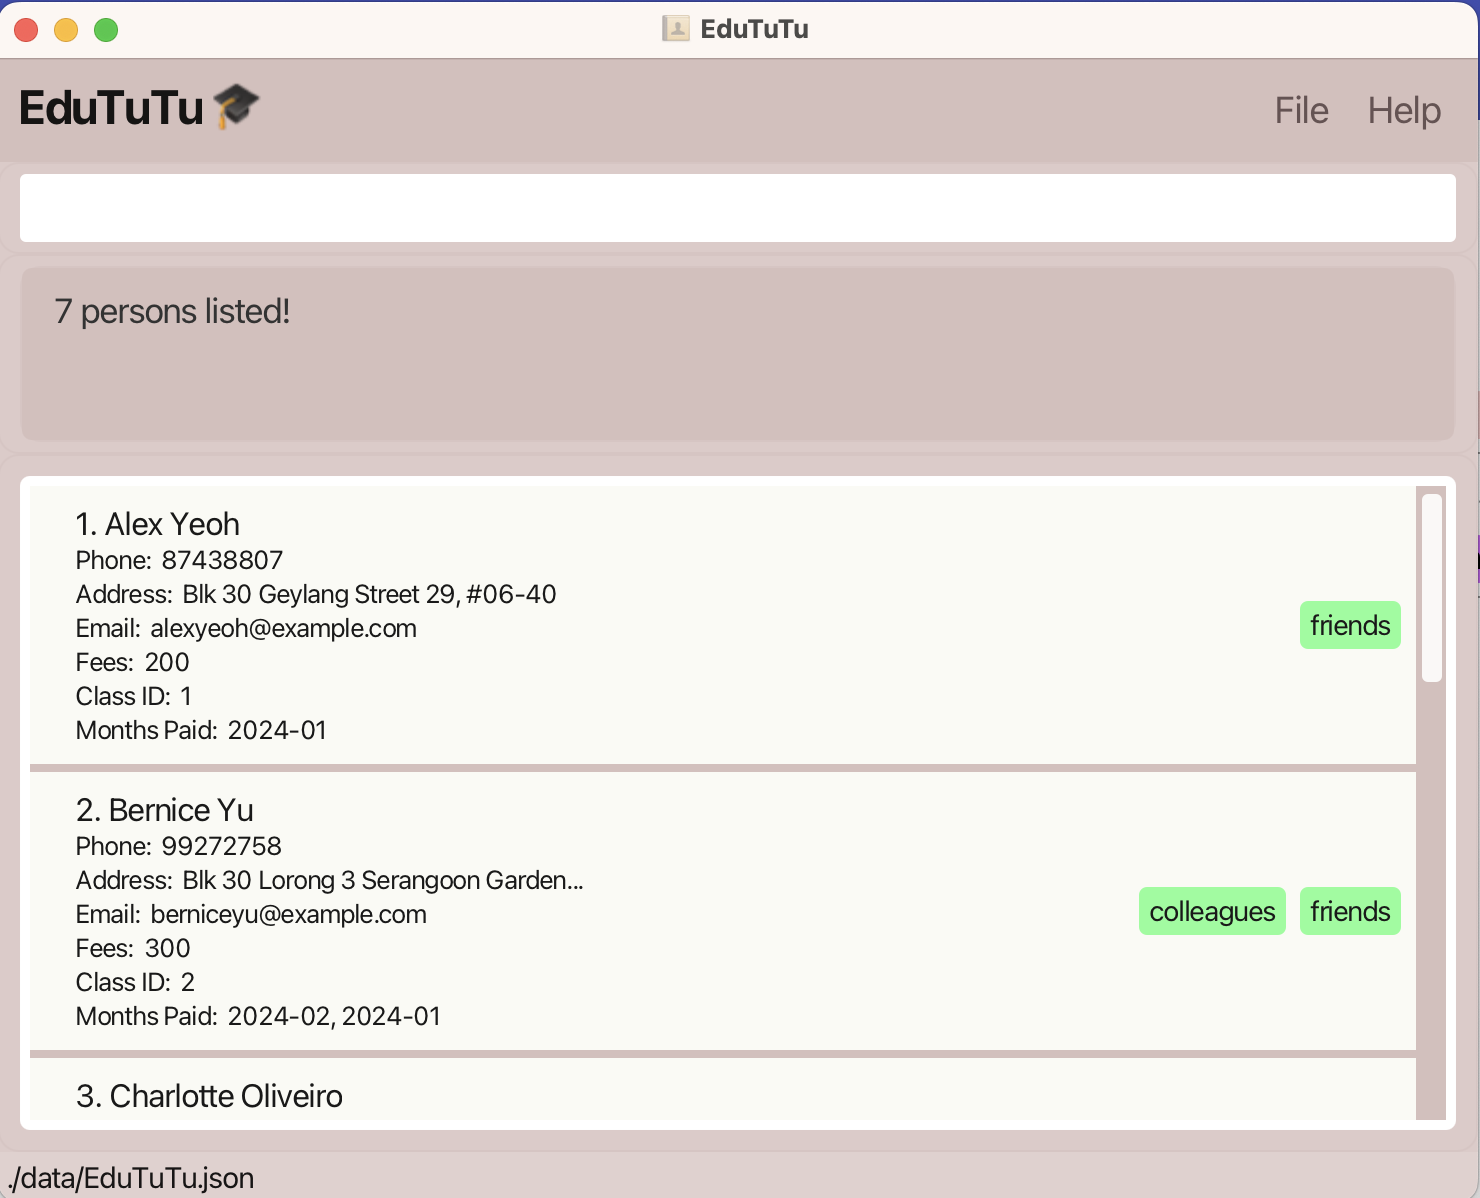 EduTuTu
EduTuTu 🎓
File Help
7 persons listed!
1. Alex Yeoh
Phone: 87438807
Address: Blk 30 Geylang Street 29, #06-40
Email: alexyeoh@example.com
Fees: 200
Class ID: 1
Months Paid: 2024-01
friends
2. Bernice Yu
Phone: 99272758
Address: Blk 30 Lorong 3 Serangoon Garden...
Email: berniceyu@example.com
Fees: 300
Class ID: 2
Months Paid: 2024-02, 2024-01
colleagues friends
3. Charlotte Oliveiro
./data/EduTuTu.json